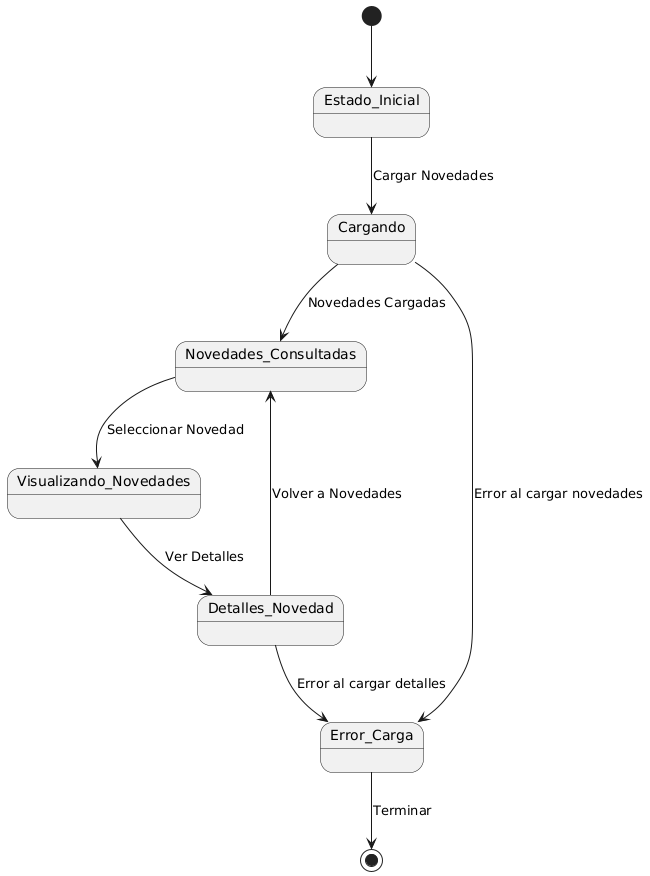 Estado_Inicial
Cargar Novedades
Cargando
Novedades Cargadas
Novedades_Consultadas
Seleccionar Novedad
Visualizando_Novedades
Volver a Novedades
Error al cargar novedades
Ver Detalles
Detalles_Novedad
Error al cargar detalles
Error_Carga
Terminar